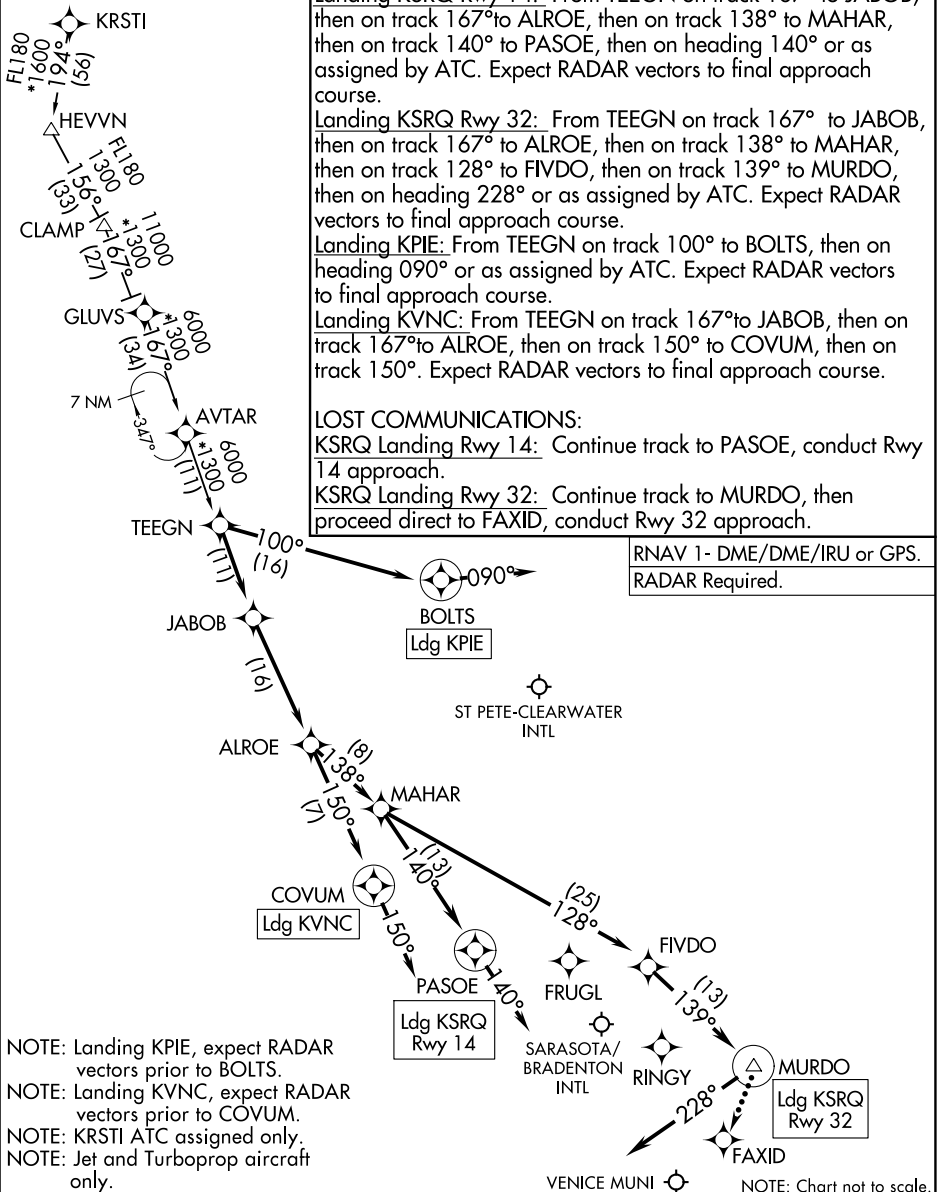 Landing KSRQ Rwy 14: From TEEGN on track 167° to JABOB,
then on track 167°to ALROE, then on track 138° to MAHAR,
then on track 140° to PASOE, then on heading 140° or as
assigned by ATC. Expect RADAR vectors to final approach
course.
Landing KSRQ Rwy 32: From TEEGN on track 167° to JABOB,
then on track 167° to ALROE, then on track 138° to MAHAR,
then on track 128° to FIVDO, then on track 139° to MURDO,
then on heading 228° or as assigned by ATC. Expect RADAR
vectors to final approach course.
Landing KPIE: From TEEGN on track 100° to BOLTS, then on
heading 090° or as assigned by ATC. Expect RADAR vectors
to final approach course.
Landing KVNC: From TEEGN on track 167°to JABOB, then on
track 167°to ALROE, then on track 150° to COVUM, then on
track 150°. Expect RADAR vectors to final approach course.
LOST COMMUNICATIONS:
KSRQ Landing Rwy 14: Continue track to PASOE, conduct Rwy
14 approach.
KSRQ Landing Rwy 32: Continue track to MURDO, then
proceed direct to FAXID, conduct Rwy 32 approach.
RNAV 1- DME/DME/IRU or GPS.
RADAR Required.
KRSTI
FL180
*1600
194°
(56)
HEVVN
FL180
1300
156°
(33)
CLAMP
11000
*1300
167°
(27)
GLUVS
6000
*1300
167°
(34)
7 NM
347°
AVTAR
6000
*1300
(11)
TEEGN
100°
(16)
090°
BOLTS
Ldg KPIE
(11)
JABOB
(16)
ST PETE-CLEARWATER
INTL
ALROE
(8)
138°
150°
(7)
MAHAR
(13)
140°
(25)
128°
COVUM
Ldg KVNC
150°
PASOE
Ldg KSRQ
Rwy 14
140°
FRUGL
FIVDO
(13)
139°
SARASOTA/
BRADENTON
INTL
RINGY
MURDO
Ldg KSRQ
Rwy 32
228°
FAXID
VENICE MUNI
NOTE: Landing KPIE, expect RADAR
vectors prior to BOLTS.
NOTE: Landing KVNC, expect RADAR
vectors prior to COVUM.
NOTE: KRSTI ATC assigned only.
NOTE: Jet and Turboprop aircraft
only.
NOTE: Chart not to scale.